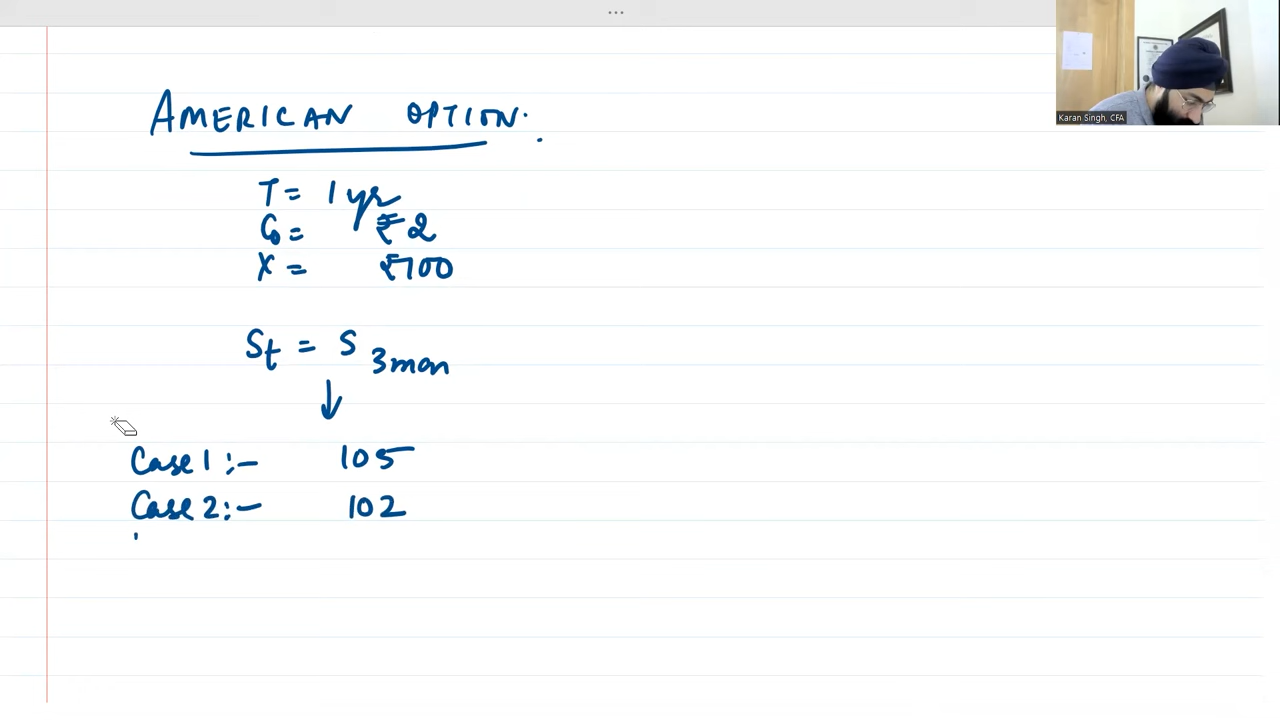 AMERICAN OPTION.
Karan Singh, CFA
T = 1 yr
C₀ = ₹2
X = ₹100
St = S 3mon
↓
Case 1 :- 105
Case 2 :- 102